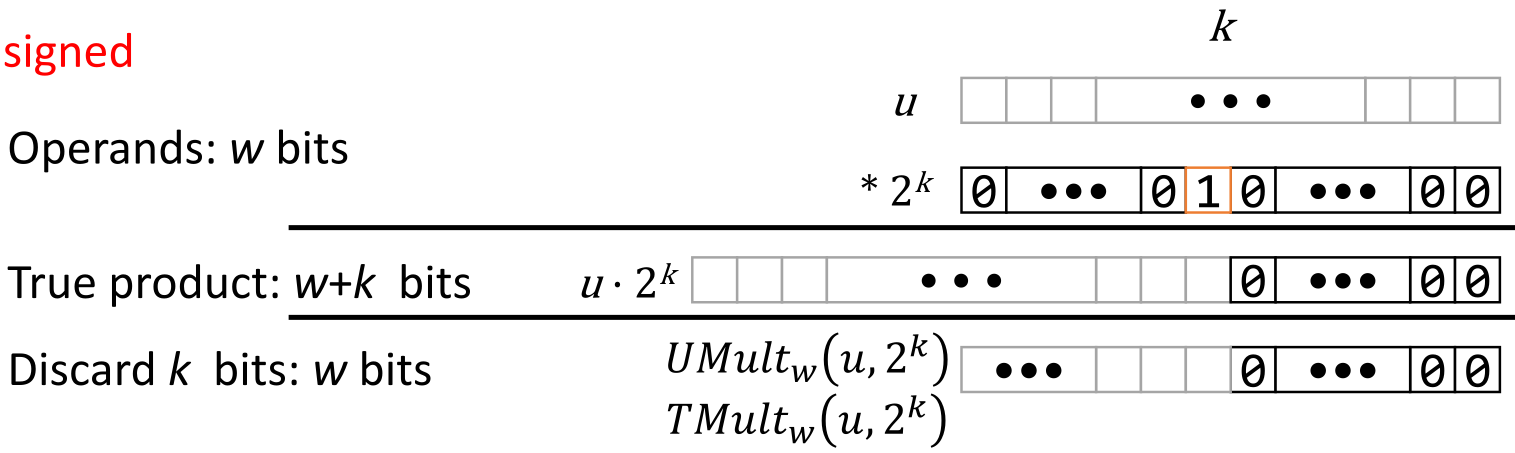 k
signed
u • • •
Operands: w bits
* 2^k 0 ••• 0 1 0 ••• 0 0
True product: w+k bits u · 2^k • • • 0 ••• 0 0
Discard k bits: w bits UMult_w(u, 2^k) ••• 0 ••• 0 0
TMult_w(u, 2^k)